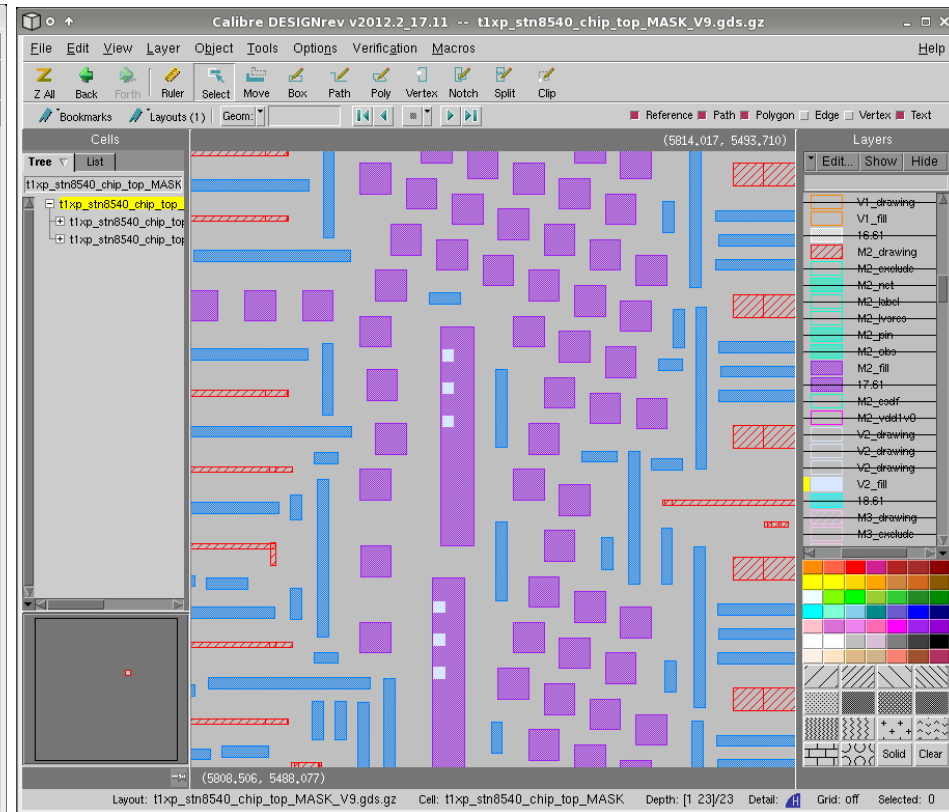 Calibre DESIGNrev v2012.2_17.11 -- t1xp_stn8540_chip_top_MASK_V9.gds.gz
File Edit View Layer Object Tools Options Verification Macros Help
Z All Back Forth Ruler Select Move Box Path Poly Vertex Notch Split Clip
Bookmarks Layouts (1) Geom: Reference Path Polygon Edge Vertex Text
Cells (5814.017, 5493.710) Layers
Tree List Edit... Show Hide
t1xp_stn8540_chip_top_MASK
t1xp_stn8540_chip_top_
t1xp_stn8540_chip_top
t1xp_stn8540_chip_top
V1_drawing
V1_fill
16.61
M2_drawing
M2_exclude
M2_net
M2_label
M2_lvsres
M2_pin
M2_obs
M2_fill
17.61
M2_esdf
M2_vdd1v0
V2_drawing
V2_drawing
V2_drawing
V2_fill
18.61
M3_drawing
M3_exclude
Solid Clear
(5808.506, 5488.077)
Layout: t1xp_stn8540_chip_top_MASK_V9.gds.gz Cell: t1xp_stn8540_chip_top_MASK Depth: [1 23]/23 Detail: Grid: off Selected: 0